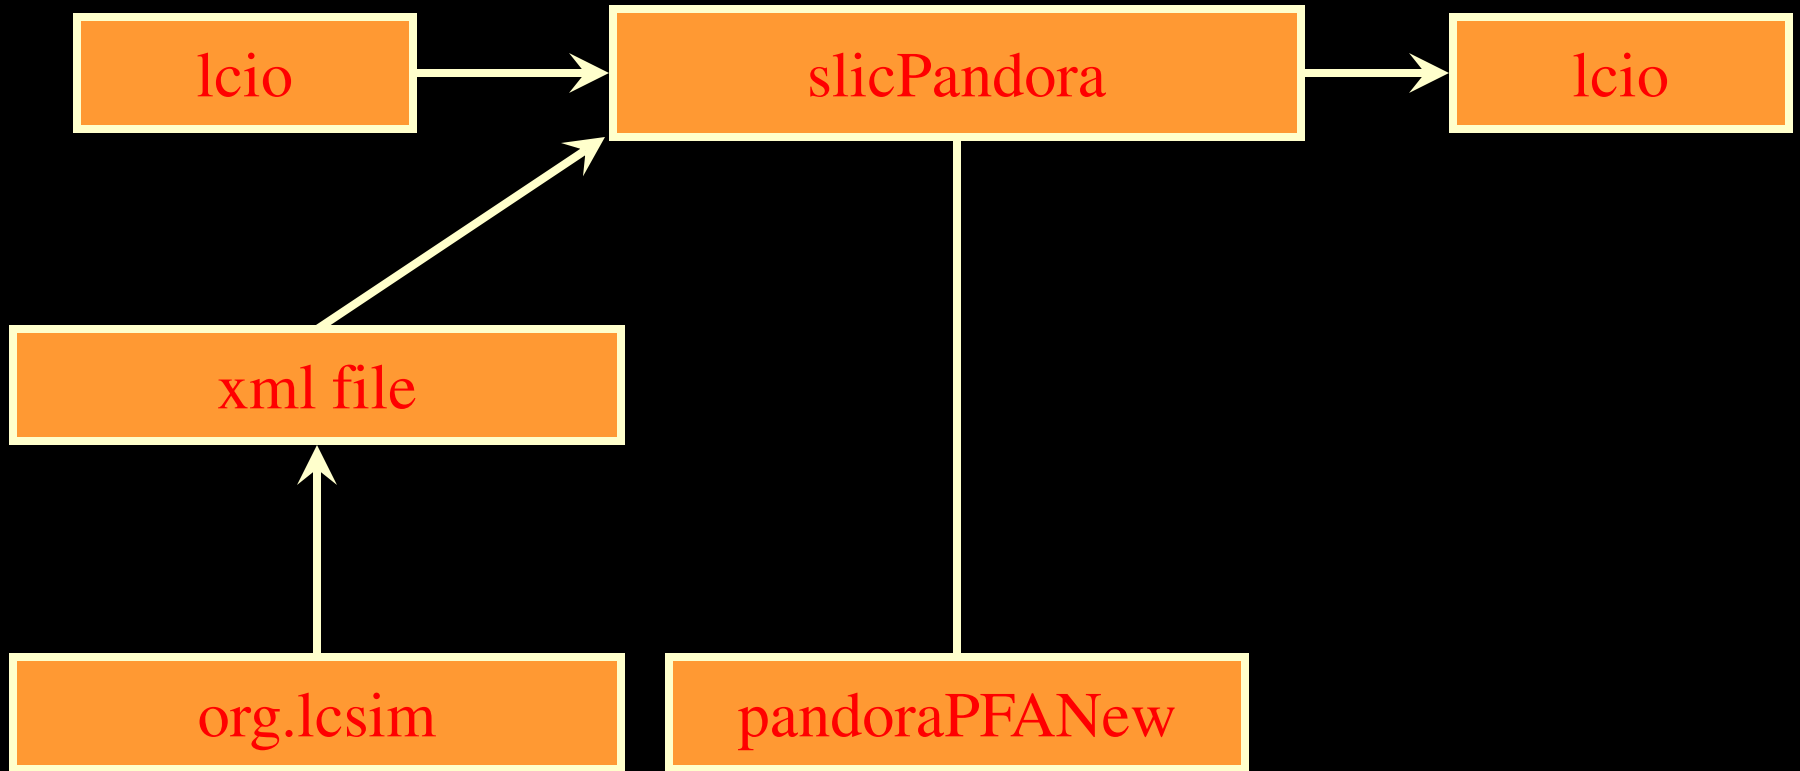 lcio
slicPandora
lcio
xml file
org.lcsim
pandoraPFANew